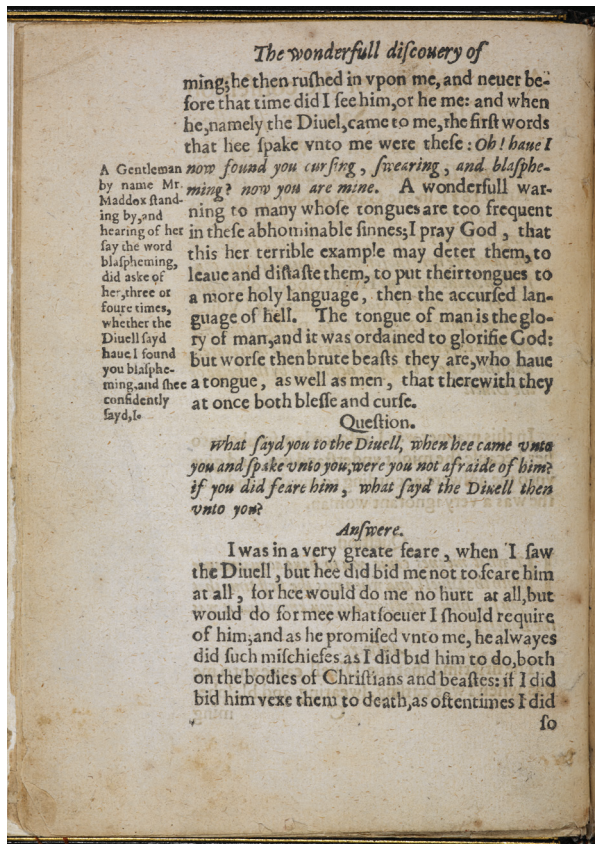 The wonderfull diſcouery of
ming; he then ruſhed in vpon me, and neuer be-
fore that time did I ſee him, or he me: and when
he, namely the Diuel, came to me, rhe firſt words
that hee ſpake vnto me were theſe: Oh! haue I
now found you curſing, ſwearing, and blaſphe-
ming? now you are mine. A wonderfull war-
ning to many whoſe tongues are too frequent
in theſe abhominable ſinnes; I pray God, that
this her terrible example may deter them, to
leaue and diſtaſte them, to put their tongues to
a more holy language, then the accurſed lan-
guage of hell. The tongue of man is the glo-
ry of man, and it was ordained to glorifie God:
but worſe then brute beaſts they are, who haue
a tongue, as well as men, that therewith they
at once both bleſſe and curſe.
A Gentleman
by name Mr.
Maddox ſtand-
ing by, and
hearing of her
ſay the word
blaſpheming,
did aske of
her, three or
foure times,
whether the
Diuell ſayd
haue I found
you blaſphe-
ming, and ſhee
confidently
ſayd, I.
Queſtion.
What ſayd you to the Diuell, when hee came vnto
you and ſpake vnto you, were you not afraide of him?
if you did feare him, what ſayd the Diuell then
vnto you?
Anſwere.
I was in a very greate feare, when I ſaw
the Diuell, but hee did bid me not to feare him
at all, for hee would do me no hurt at all, but
would do for mee whatſoeuer I ſhould require
of him; and as he promiſed vnto me, he alwayes
did ſuch miſchiefes as I did bid him to do, both
on the bodies of Chriſtians and beaſtes: if I did
bid him vexe them to death, as oftentimes I did
ſo